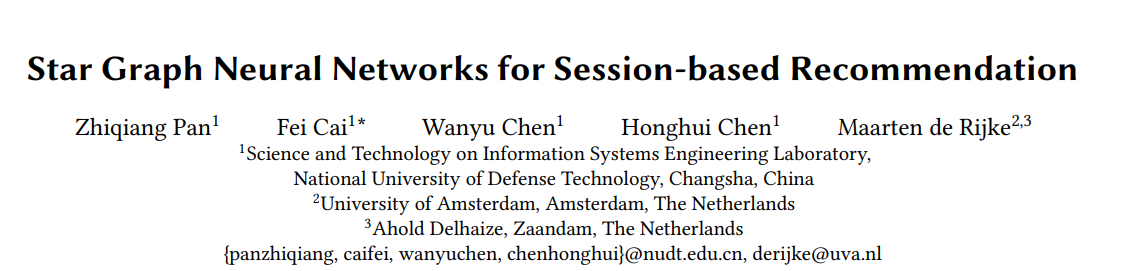 Star Graph Neural Networks for Session-based Recommendation
Zhiqiang Pan¹ Fei Cai¹* Wanyu Chen¹ Honghui Chen¹ Maarten de Rijke²,³
¹Science and Technology on Information Systems Engineering Laboratory,
National University of Defense Technology, Changsha, China
²University of Amsterdam, Amsterdam, The Netherlands
³Ahold Delhaize, Zaandam, The Netherlands
{panzhiqiang, caifei, wanyuchen, chenhonghui}@nudt.edu.cn, derijke@uva.nl